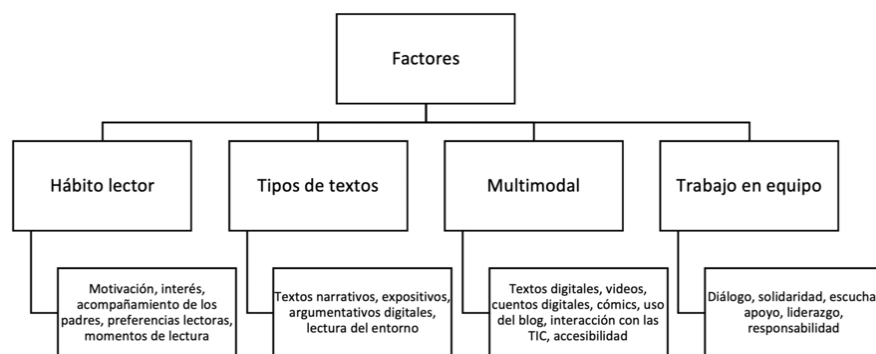 Factores
Hábito lector
Tipos de textos
Multimodal
Trabajo en equipo
Motivación, interés,
acompañamiento de los
padres, preferencias lectoras,
momentos de lectura
Textos narrativos, expositivos,
argumentativos digitales,
lectura del entorno
Textos digitales, videos,
cuentos digitales, cómics, uso
del blog, interacción con las
TIC, accesibilidad
Diálogo, solidaridad, escucha
apoyo, liderazgo,
responsabilidad